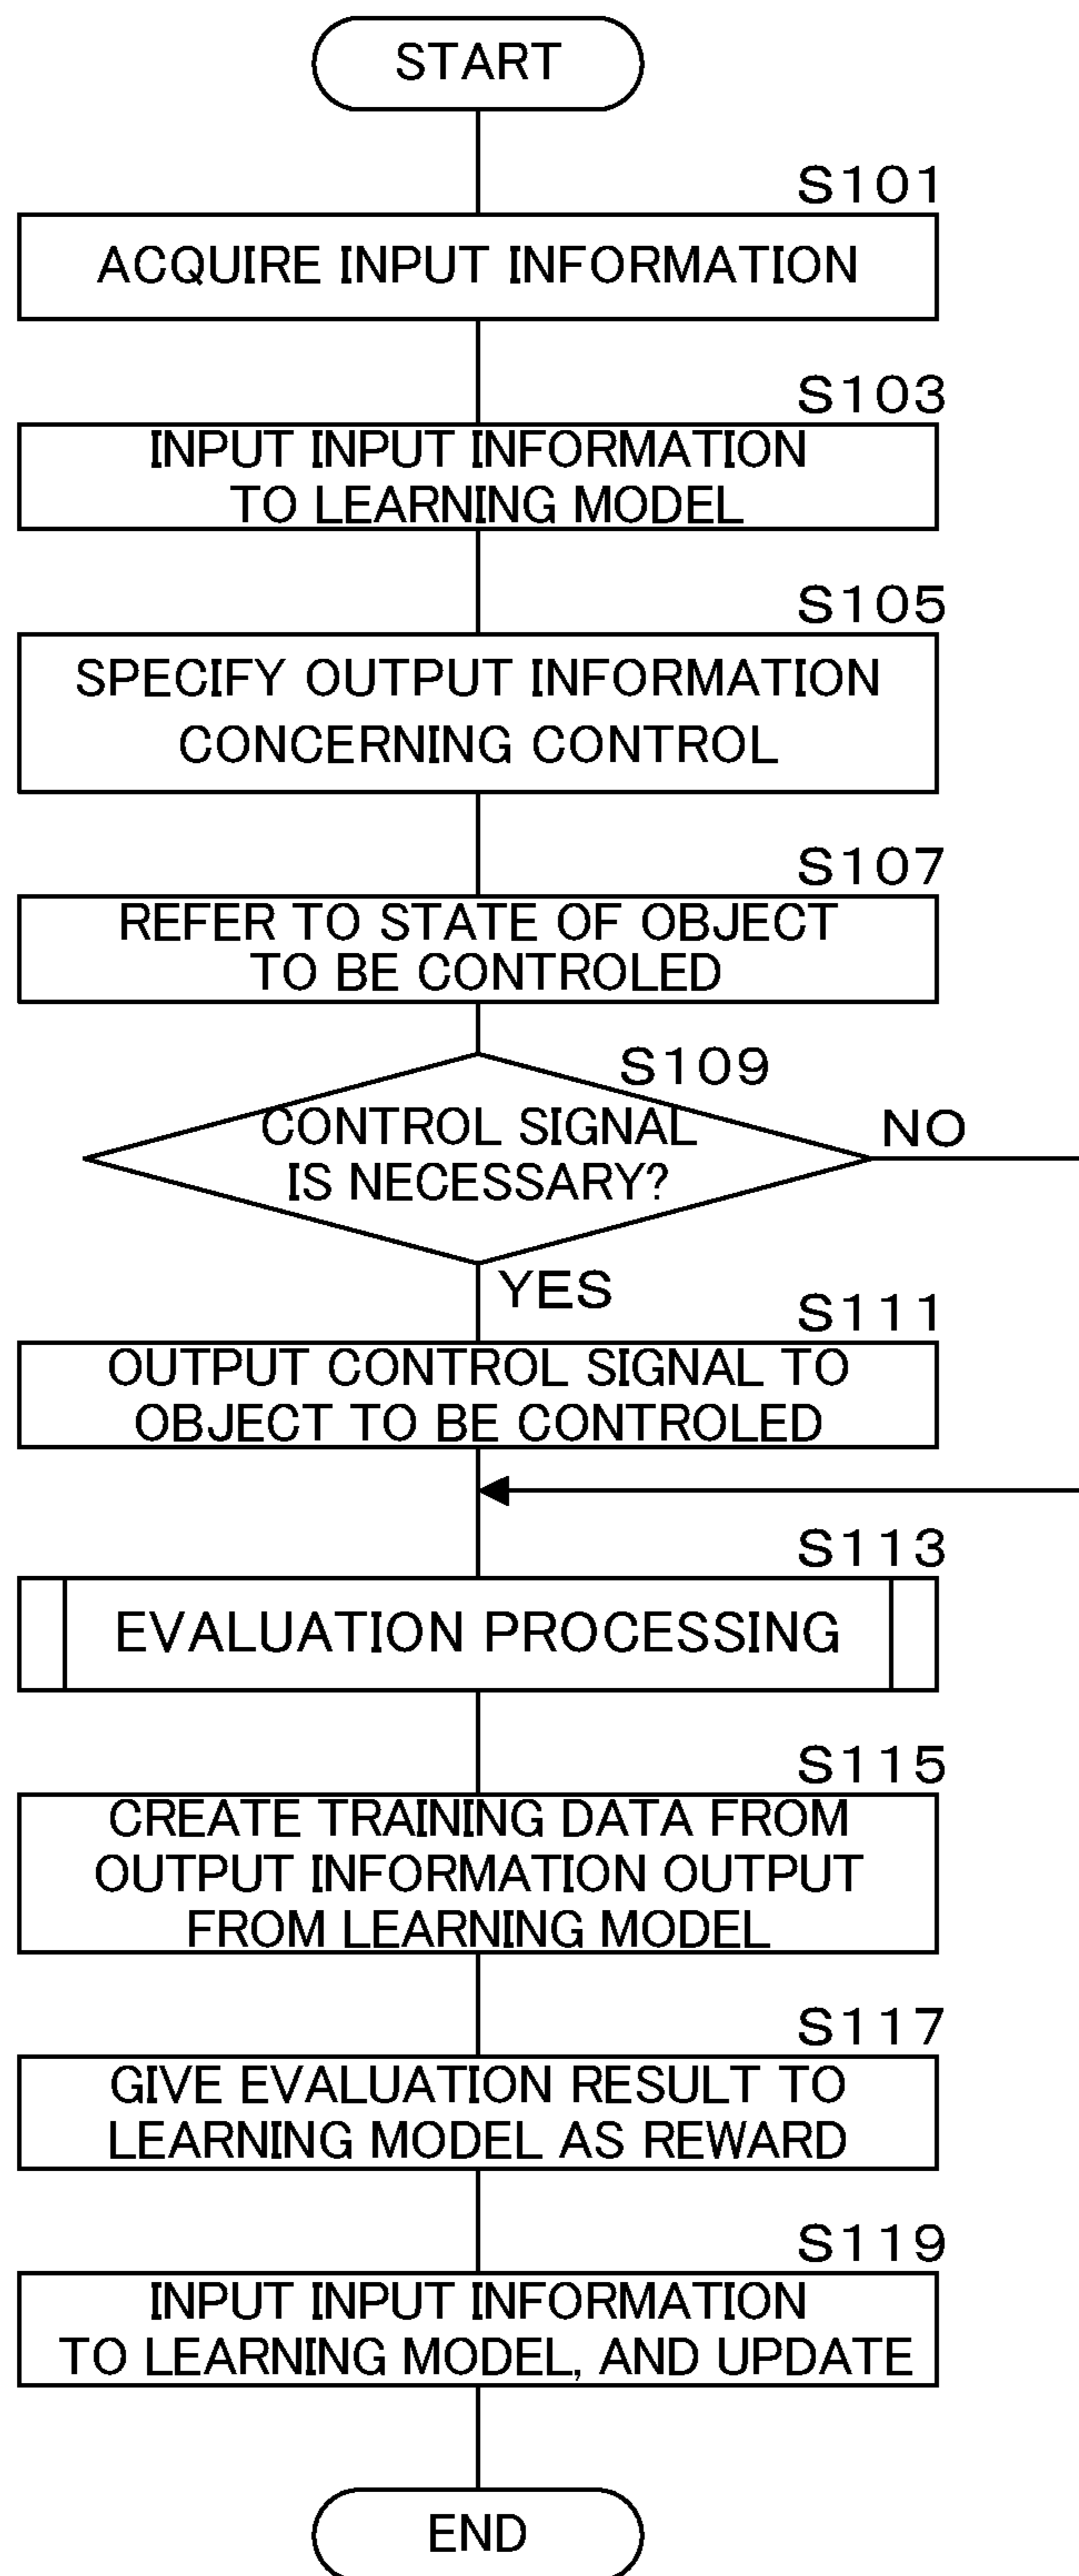 START
S101
ACQUIRE INPUT INFORMATION
S103
INPUT INPUT INFORMATION
TO LEARNING MODEL
S105
SPECIFY OUTPUT INFORMATION
CONCERNING CONTROL
S107
REFER TO STATE OF OBJECT
TO BE CONTROLED
S109
CONTROL SIGNAL
IS NECESSARY?
NO
YES
S111
OUTPUT CONTROL SIGNAL TO
OBJECT TO BE CONTROLED
S113
EVALUATION PROCESSING
S115
CREATE TRAINING DATA FROM
OUTPUT INFORMATION OUTPUT
FROM LEARNING MODEL
S117
GIVE EVALUATION RESULT TO
LEARNING MODEL AS REWARD
S119
INPUT INPUT INFORMATION
TO LEARNING MODEL, AND UPDATE
END